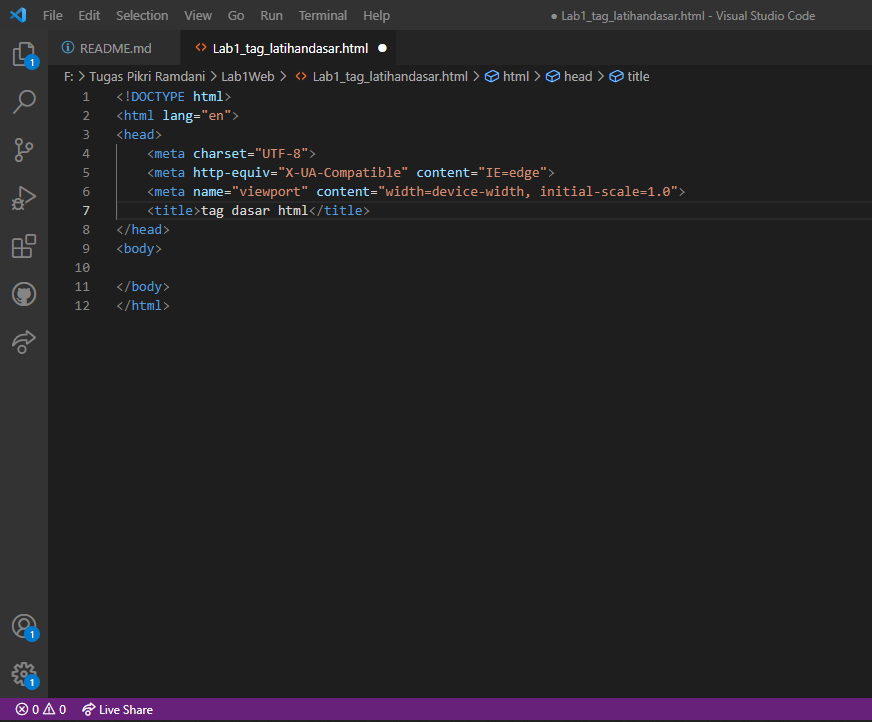 File Edit Selection View Go Run Terminal Help ● Lab1_tag_latihandasar.html - Visual Studio Code
README.md Lab1_tag_latihandasar.html ●
F: > Tugas Pikri Ramdani > Lab1Web > <> Lab1_tag_latihandasar.html > html > head > title
1 <!DOCTYPE html>
2 <html lang="en">
3 <head>
4     <meta charset="UTF-8">
5     <meta http-equiv="X-UA-Compatible" content="IE=edge">
6     <meta name="viewport" content="width=device-width, initial-scale=1.0">
7     <title>tag dasar html</title>
8 </head>
9 <body>
10
11 </body>
12 </html>
1
1
1
0 0 Live Share